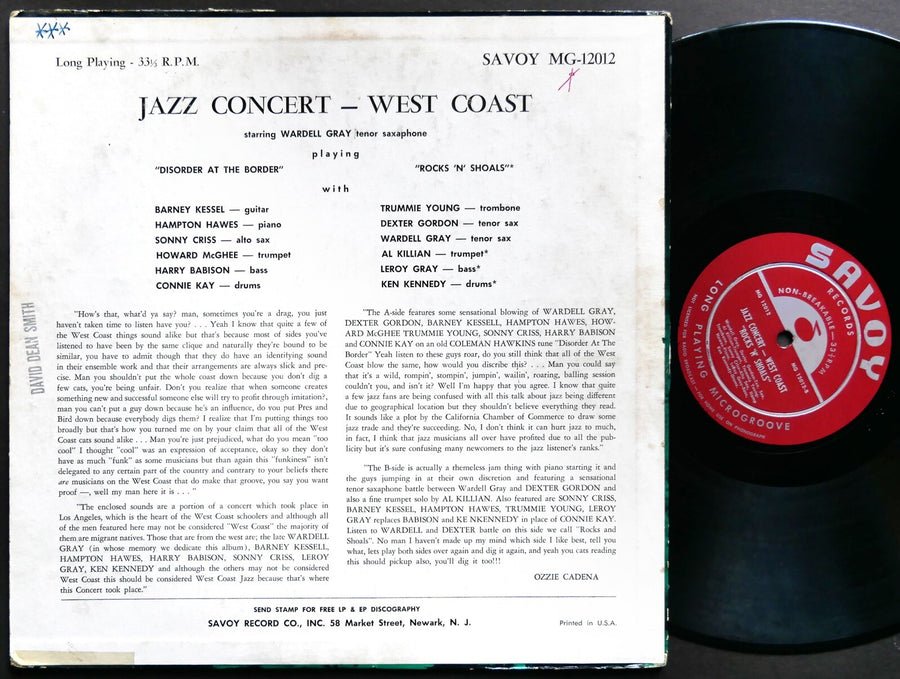 ***
Long Playing - 33⅓ R.P.M.
SAVOY MG-12012
JAZZ CONCERT — WEST COAST
starring WARDELL GRAY tenor saxaphone
playing
"DISORDER AT THE BORDER"
"ROCKS 'N' SHOALS"*
with
BARNEY KESSEL — guitar
HAMPTON HAWES — piano
SONNY CRISS — alto sax
HOWARD McGHEE — trumpet
HARRY BABISON — bass
CONNIE KAY — drums
TRUMMIE YOUNG — trombone
DEXTER GORDON — tenor sax
WARDELL GRAY — tenor sax
AL KILLIAN — trumpet*
LEROY GRAY — bass*
KEN KENNEDY — drums*
DAVID DEAN SMITH
"How's that, what'd ya say? man, sometimes you're a drag, you just
haven't taken time to listen have you? . . . Yeah I know that quite a few of
the West Coast things sound alike but that's because most of sides you've
listened to have been by the same clique and naturally they're bound to be
similar, you have to admit though that they do have an identifying sound
in their ensemble work and that their arrangements are always slick and pre-
cise. Man you shouldn't put the whole coast down because you don't dig a
few cats, you're being unfair. Don't you realize that when someone creates
something new and successful someone else will try to profit through imitation?,
man you can't put a guy down because he's an influence, do you put Pres and
Bird down because everybody digs them? I realize that I'm putting things too
broadly but that's how you turned me on by your claim that all of the West
Coast cats sound alike . . . Man you're just prejudiced, what do you mean "too
cool" I thought "cool" was an expression of acceptance, okay so they don't
have as much "funk" as some musicians but than again this "funkiness" isn't
delegated to any certain part of the country and contrary to your beliefs there
are musicians on the West Coast that do make that groove, you say you want
proof —, well my man here it is . . . "
"The enclosed sounds are a portion of a concert which took place in
Los Angeles, which is the heart of the West Coast schoolers and although all
of the men featured here may not be considered "West Coast" the majority of
them are migrant natives. Those that are from the west are; the late WARDELL
GRAY (in whose memory we dedicate this album), BARNEY KESSELL,
HAMPTON HAWES, HARRY BABISON, SONNY CRISS, LEROY
GRAY, KEN KENNEDY and although the others may not be considered
West Coast this should be considered West Coast Jazz because that's where
this Concert took place."
"The A-side features some sensational blowing of WARDELL GRAY,
DEXTER GORDON, BARNEY KESSELL, HAMPTON HAWES, HOW-
ARD McGHEE TRUMMIE YOUNG, SONNY CRISS, HARRY BABISON
and CONNIE KAY on an old COLEMAN HAWKINS tune "Disorder At The
Border" Yeah listen to these guys roar, do you still think that all of the West
Coast blow the same, how would you discribe this? . . . Man you could say
that it's a wild, rompin', stompin', jumpin', wailin', roaring, balling session
couldn't you, and isn't it? Well I'm happy that you agree. I know that quite
a few jazz fans are being confused with all this talk about jazz being different
due to geographical location but they shouldn't believe everything they read.
It sounds like a plot by the California Chamber of Commerce to draw some
jazz trade and they're succeeding. No, I don't think it can hurt jazz to much,
in fact, I think that jazz musicians all over have profited due to all the pub-
licity but it's sure confusing many newcomers to the jazz listener's ranks."
"The B-side is actually a themeless jam thing with piano starting it and
the guys jumping in at their own discretion and featuring a sensational
tenor saxophone battle between Wardell Gray and DEXTER GORDON and
also a fine trumpet solo by AL KILLIAN. Also featured are SONNY CRISS,
BARNEY KESSEL, HAMPTON HAWES, TRUMMIE YOUNG, LEROY
GRAY replaces BABISON and KE NKENNEDY in place of CONNIE KAY.
Listen to WARDELL and DEXTER battle on this side we call "Rocks and
Shoals". No man I haven't made up my mind which side I like best, tell you
what, lets play both sides over again and dig it again, and yeah you cats reading
this should pickup also, you'll dig it too!!!
OZZIE CADENA
SEND STAMP FOR FREE LP & EP DISCOGRAPHY
SAVOY RECORD CO., INC. 58 Market Street, Newark, N. J.
Printed in U.S.A.
SAVOY
RECORDS
NON-BREAKABLE—33⅓ R.P.M.
MG 12012
MG 12012-B
JAZZ CONCERT — WEST COAST
"ROCKS 'N' SHOALS"
LONG PLAYING MICROGROOVE